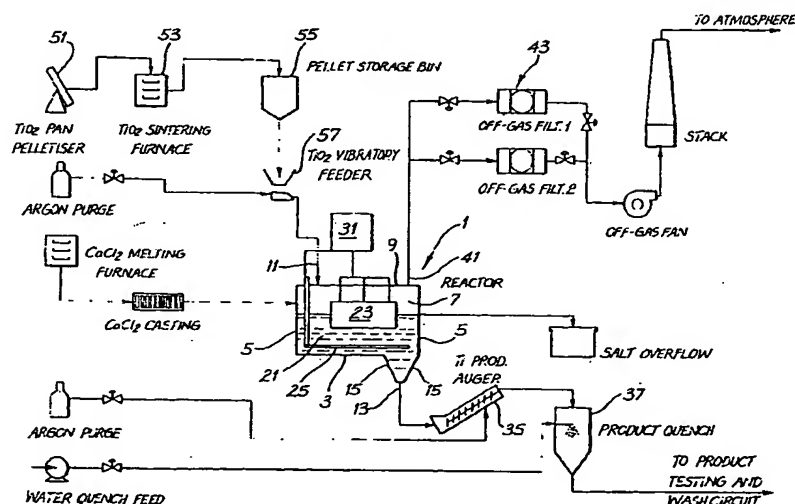 TO ATMOSPHERE
51
53
55
43
PELLET STORAGE BIN
TiO2 PAN
PELLETISER
TiO2 SINTERING
FURNACE
OFF-GAS FILT.1
STACK
57
TiO2 VIBRATORY
FEEDER
OFF-GAS FILT.2
ARGON PURGE
OFF-GAS FAN
31
1
CaCl2 MELTING
FURNACE
11
9
41
REACTOR
7
23
CaCl2 CASTING
5
5
21
25
3
15
15
SALT OVERFLOW
Ti PROD.
AUGER
13
35
37
ARGON PURGE
PRODUCT QUENCH
TO PRODUCT
TESTING AND
WASH CIRCUIT
WATER QUENCH FEED